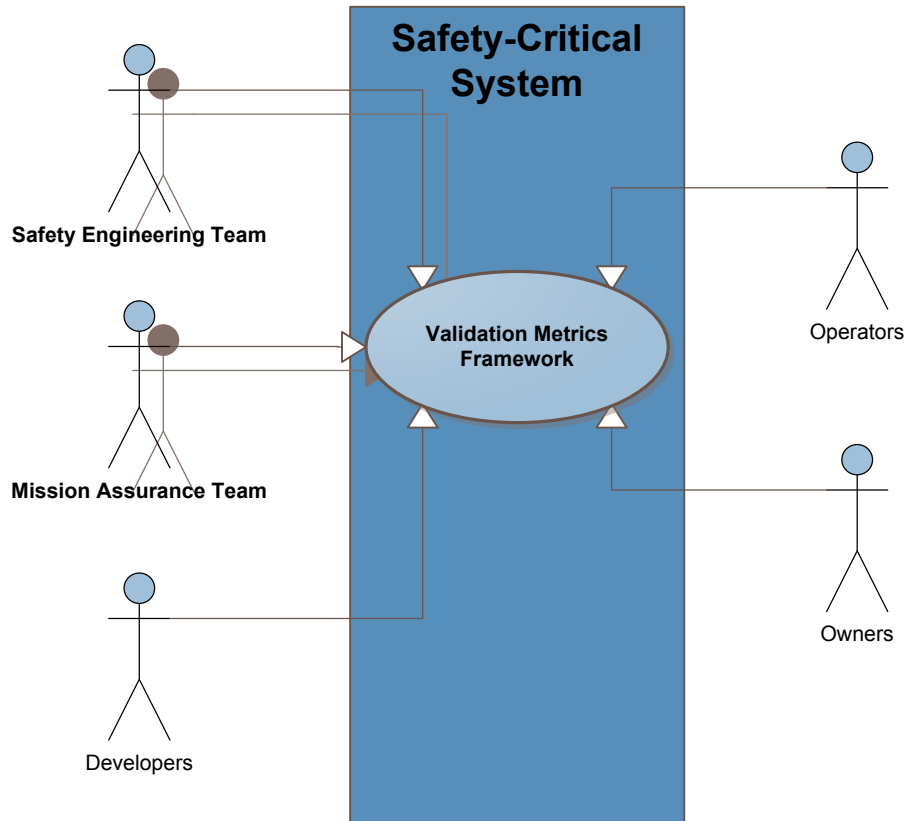 Safety-Critical
System
Safety Engineering Team
Validation Metrics
Framework
Operators
Mission Assurance Team
Owners
Developers